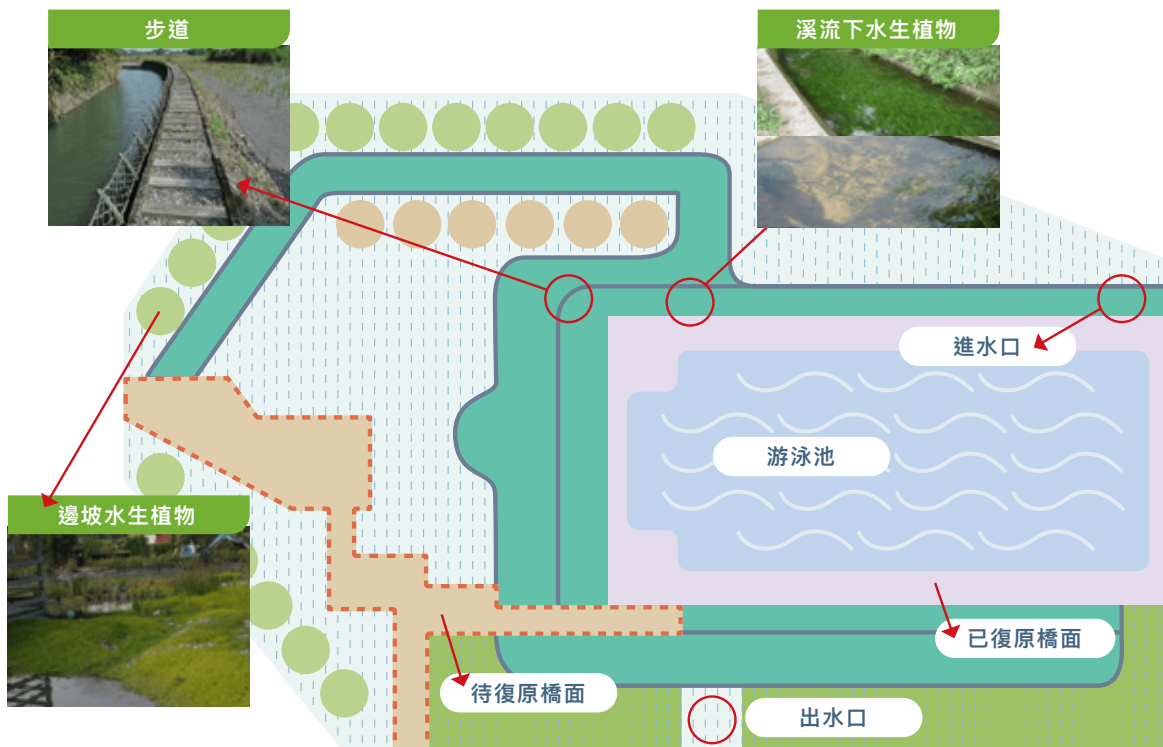 步道
溪流下水生植物
進水口
游泳池
邊坡水生植物
已復原橋面
待復原橋面
出水口